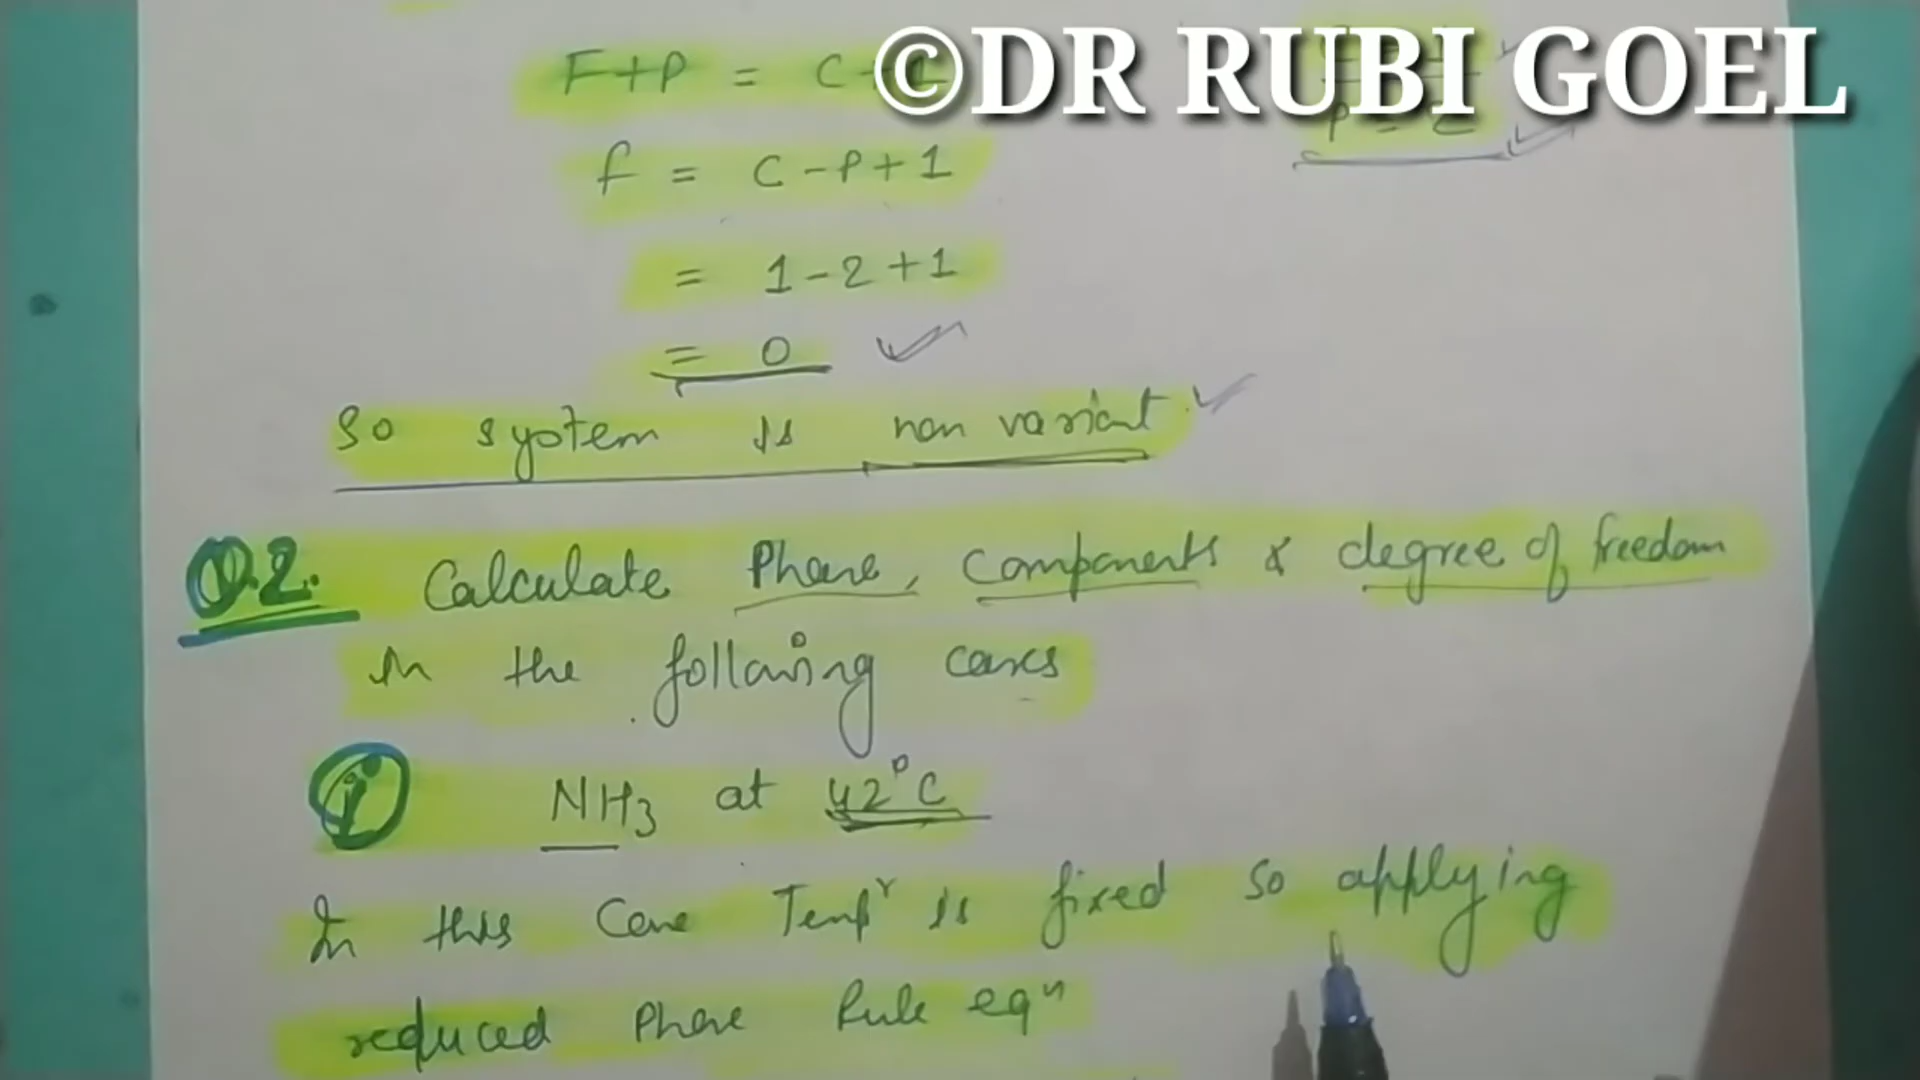 ©DR RUBI GOEL
F+P = C+1
P = 2
f = C-P+1
= 1-2+1
= 0
So system is non variant
Q.2. Calculate Phase, Components & degree of freedom
in the following cases
(i) NH3 at 42°C
In this Case Tempr is fixed so applying
reduced Phase Rule eqn